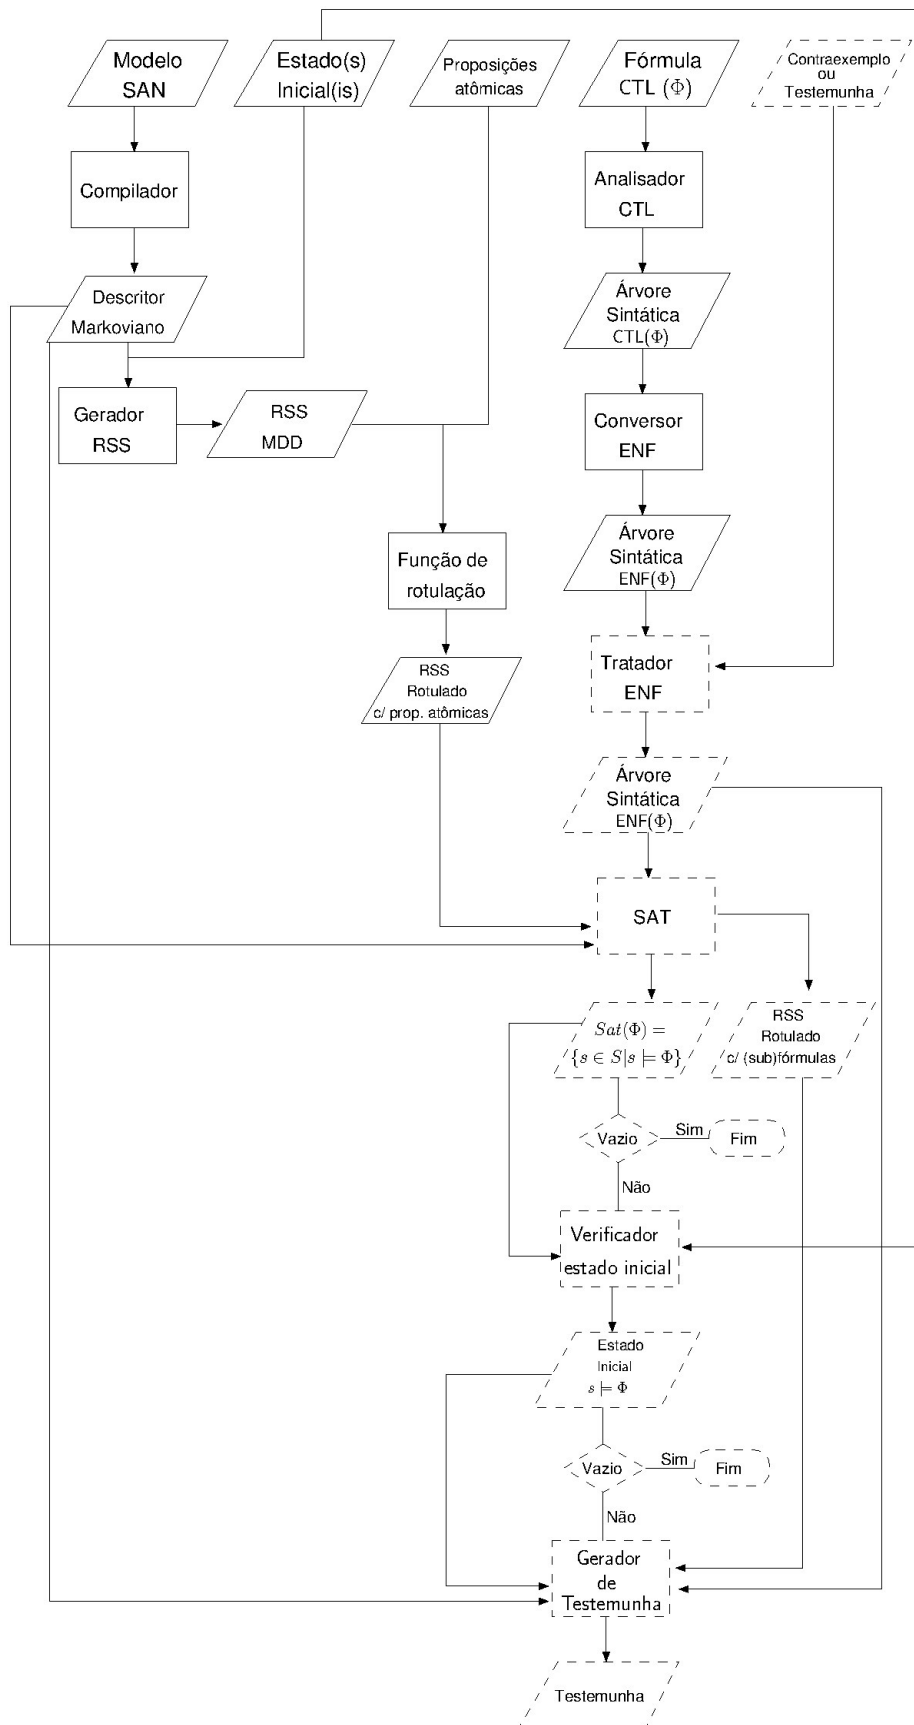 Modelo
SAN
Estado(s)
Inicial(is)
Proposições
atômicas
Fórmula
CTL (Φ)
Contraexemplo
ou
Testemunha
Compilador
Analisador
CTL
Descritor
Markoviano
Árvore
Sintática
CTL(Φ)
Gerador
RSS
RSS
MDD
Conversor
ENF
Função de
rotulação
Árvore
Sintática
ENF(Φ)
RSS
Rotulado
c/ prop. atômicas
Tratador
ENF
Árvore
Sintática
ENF(Φ)
SAT
Sat(Φ) =
{s ∈ S|s ⊨ Φ}
RSS
Rotulado
c/ (sub)fórmulas
Vazio
Sim
Fim
Não
Verificador
estado inicial
Estado
Inicial
s ⊨ Φ
Vazio
Sim
Fim
Não
Gerador
de
Testemunha
Testemunha